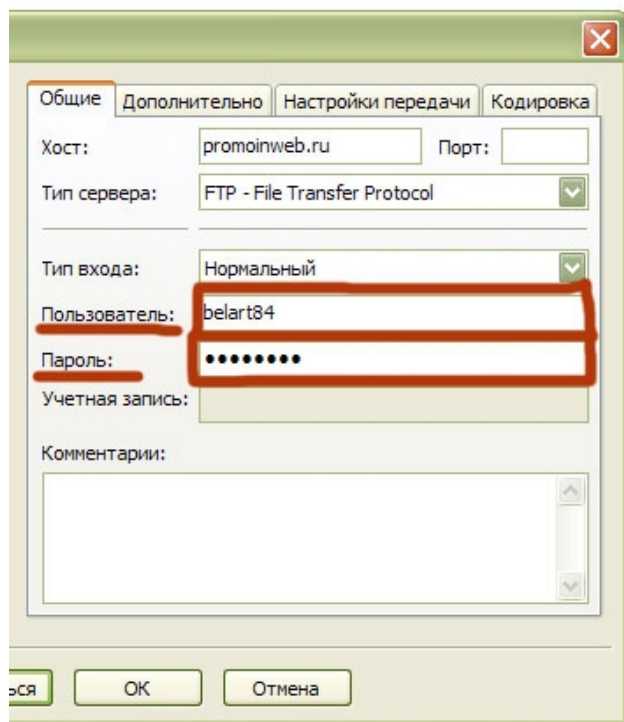 Общие Дополнительно Настройки передачи Кодировка
Хост: promoinweb.ru Порт:
Тип сервера: FTP - File Transfer Protocol
Тип входа: Нормальный
Пользователь: belart84
Пароль: ●●●●●●●●
Учетная запись:
Комментарии:
ься OK Отмена